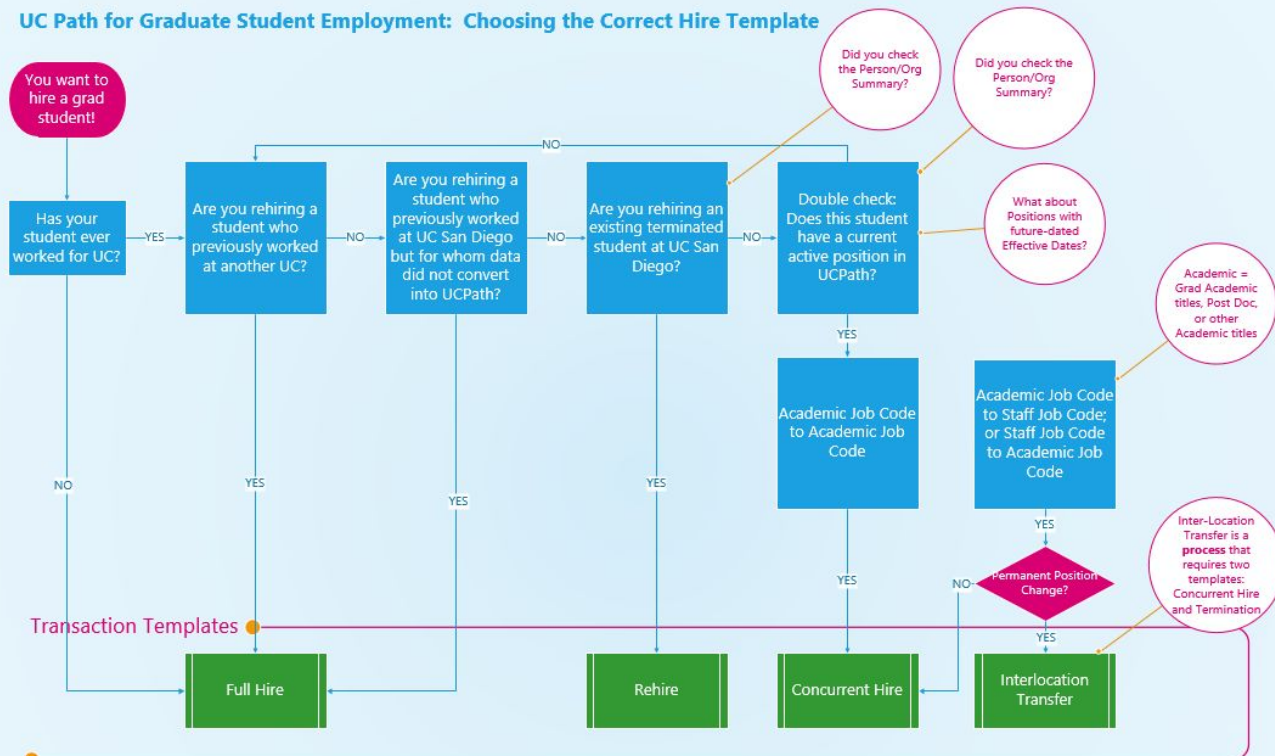 UC Path for Graduate Student Employment:  Choosing the Correct Hire Template
You want to
hire a grad
student!
Did you check
the Person/Org
Summary?
Did you check the
Person/Org
Summary?
NO
Has your
student ever
worked for UC?
YES
Are you rehiring a
student who
previously worked
at another UC?
NO
Are you rehiring a
student who
previously worked
at UC San Diego
but for whom data
did not convert
into UCPath?
NO
Are you rehiring an
existing terminated
student at UC San
Diego?
NO
Double check:
Does this student
have a current
active position in
UCPath?
What about
Positions with
future-dated
Effective Dates?
Academic =
Grad Academic
titles, Post Doc,
or other
Academic titles
YES
Academic Job Code
to Academic Job
Code
Academic Job Code
to Staff Job Code;
or Staff Job Code
to Academic Job
Code
NO
YES
YES
YES
YES
YES
Permanent Position
Change?
NO
YES
Inter-Location
Transfer is a
process that
requires two
templates:
Concurrent Hire
and Termination
Transaction Templates
Full Hire
Rehire
Concurrent Hire
Interlocation
Transfer